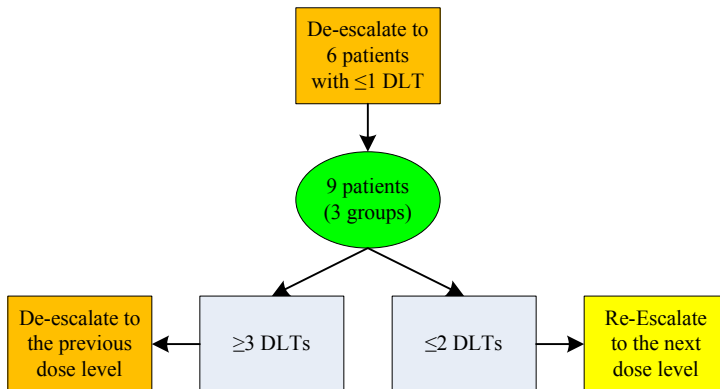 De-escalate to
6 patients
with ≤1 DLT
9 patients
(3 groups)
De-escalate to
the previous
dose level
≥3 DLTs
≤2 DLTs
Re-Escalate
to the next
dose level